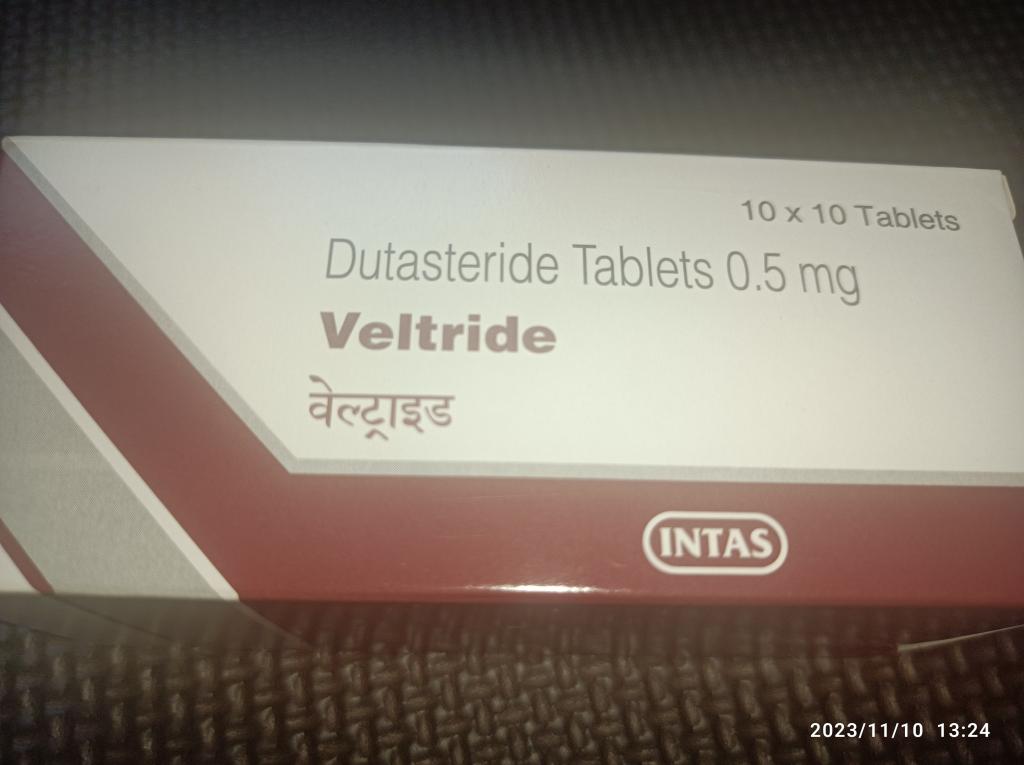 10 x 10 Tablets
Dutasteride Tablets 0.5 mg
Veltride
वेल्ट्राइड
INTAS
2023/11/10 13:24